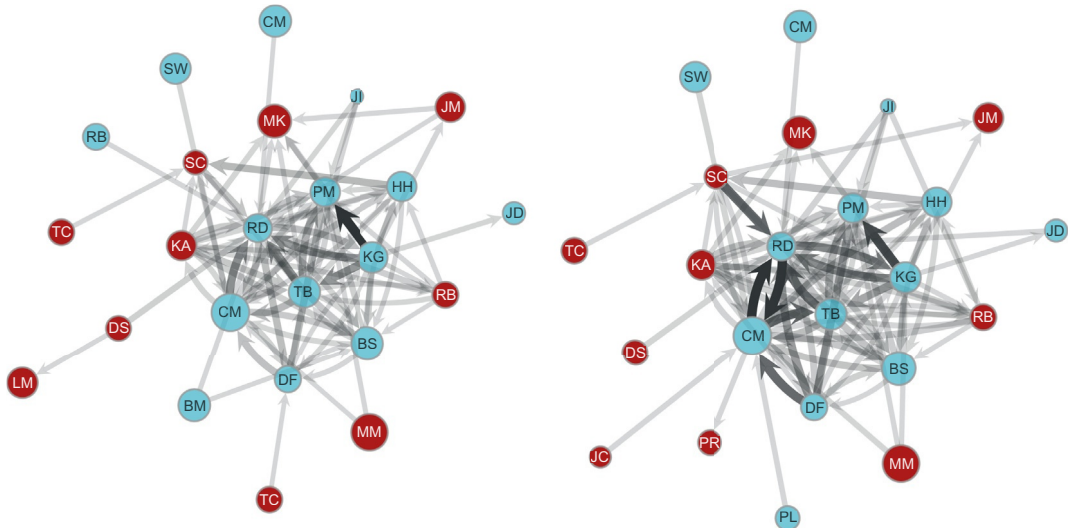 CM
SW
JI
MK
JM
RB
SC
PM
HH
JD
TC
RD
KA
KG
TB
RB
CM
DS
BS
LM
DF
BM
MM
TC
CM
SW
JI
MK
JM
SC
PM
HH
JD
TC
RD
KA
KG
TB
RB
CM
DS
BS
DF
PR
JC
MM
PL